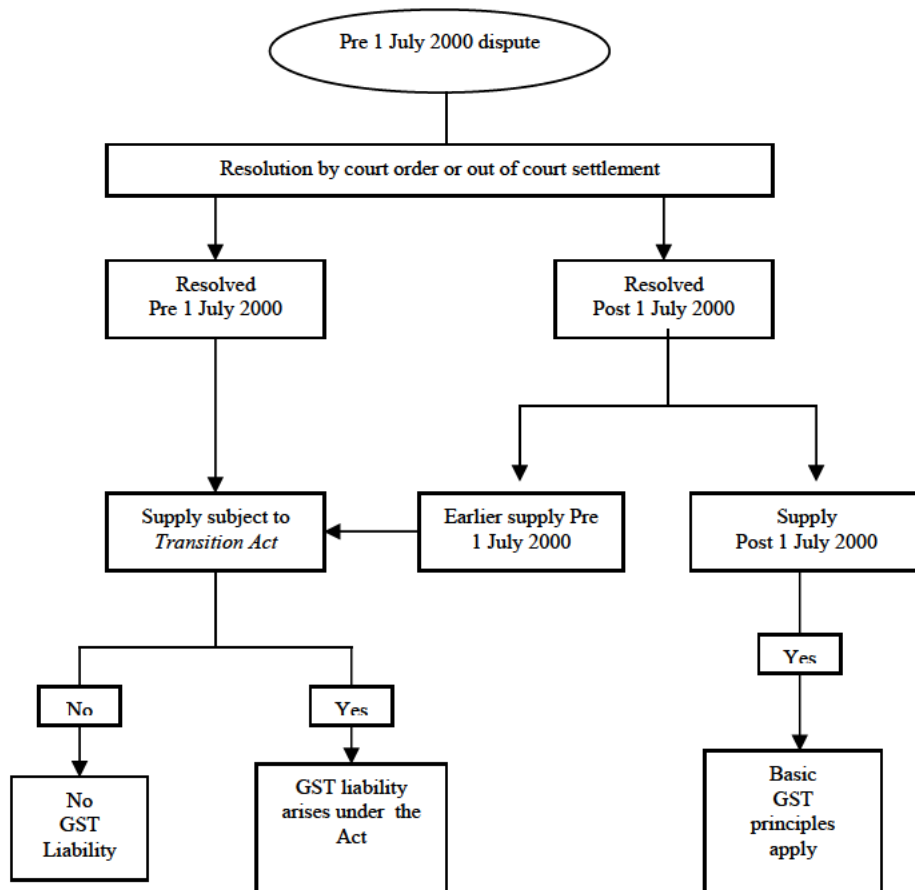 Pre 1 July 2000 dispute
Resolution by court order or out of court settlement
Resolved
Pre 1 July 2000
Resolved
Post 1 July 2000
Supply subject to
Transition Act
Earlier supply Pre
1 July 2000
Supply
Post 1 July 2000
No
Yes
Yes
No
GST
Liability
GST liability
arises under the
Act
Basic
GST
principles
apply